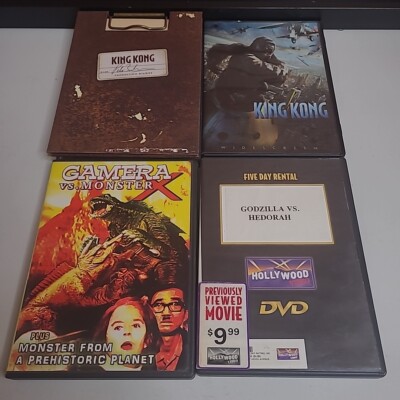 KING KONG
KING KONG
WIDESCREEN
GAMERA
VS. MONSTER X
PLUS
MONSTER FROM
A PREHISTORIC PLANET
FIVE DAY RENTAL
GODZILLA VS.
HEDORAH
HOLLYWOOD
DVD
PREVIOUSLY
VIEWED
MOVIE
$9.99
HOLLYWOOD